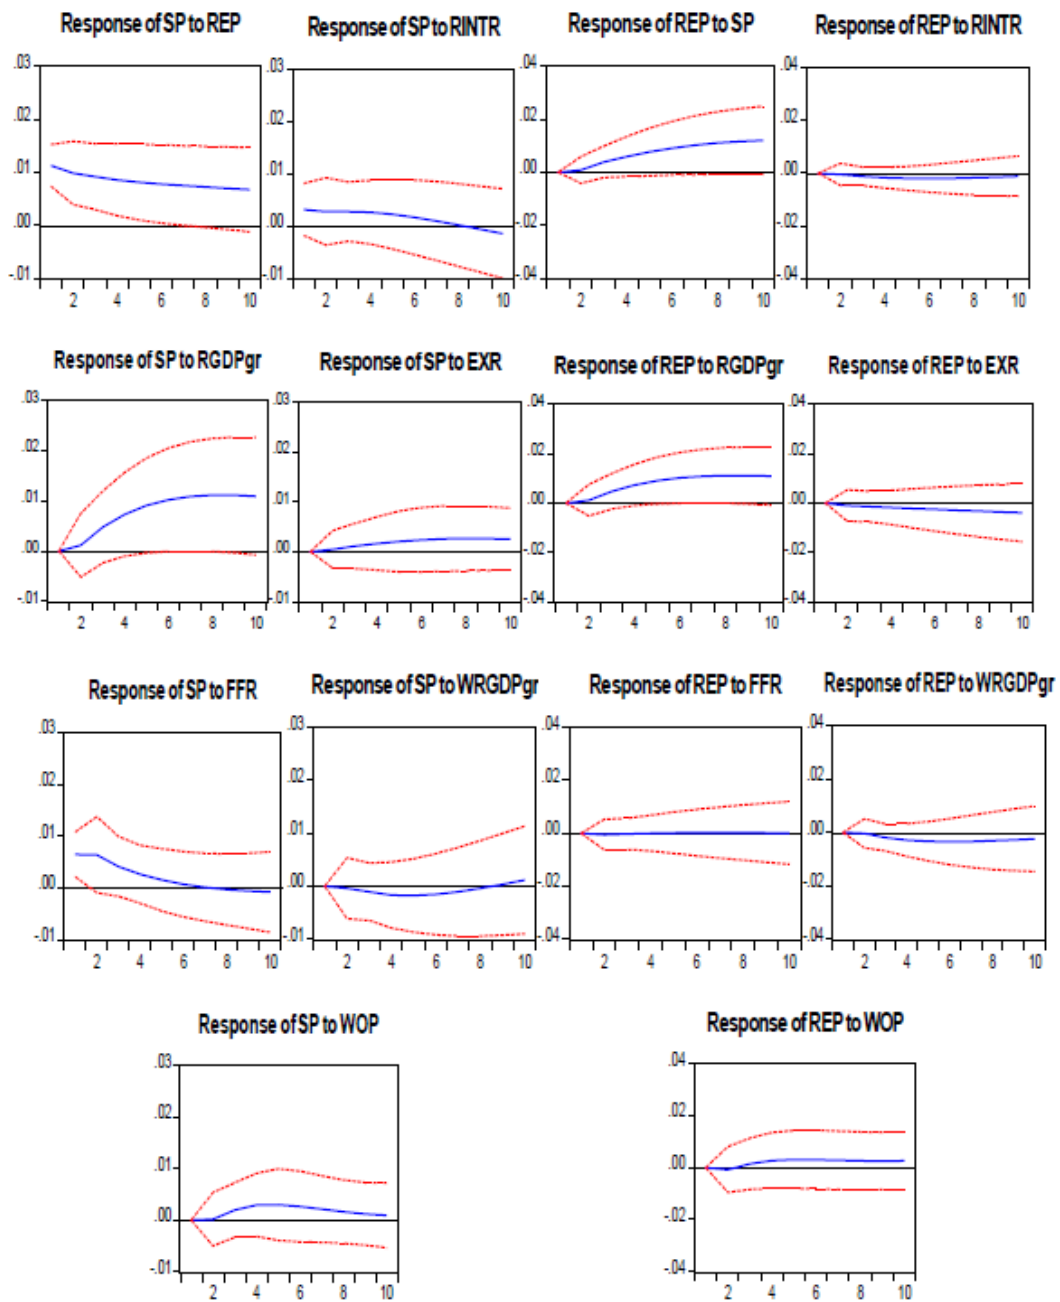 Response of SP to REP
Response of SP to RINTR
Response of REP to SP
Response of REP to RINTR
.03
.02
.01
.00
-.01
2 4 6 8 10
.03
.02
.01
.00
-.01
2 4 6 8 10
.04
.02
.00
-.02
-.04
2 4 6 8 10
.04
.02
.00
-.02
-.04
2 4 6 8 10
Response of SP to RGDPgr
Response of SP to EXR
Response of REP to RGDPgr
Response of REP to EXR
.03
.02
.01
.00
-.01
2 4 6 8 10
.03
.02
.01
.00
-.01
2 4 6 8 10
.04
.02
.00
-.02
-.04
2 4 6 8 10
.04
.02
.00
-.02
-.04
2 4 6 8 10
Response of SP to FFR
Response of SP to WRGDPgr
Response of REP to FFR
Response of REP to WRGDPgr
.03
.02
.01
.00
-.01
2 4 6 8 10
.03
.02
.01
.00
-.01
2 4 6 8 10
.04
.02
.00
-.02
-.04
2 4 6 8 10
.04
.02
.00
-.02
-.04
2 4 6 8 10
Response of SP to WOP
Response of REP to WOP
.03
.02
.01
.00
-.01
2 4 6 8 10
.04
.02
.00
-.02
-.04
2 4 6 8 10